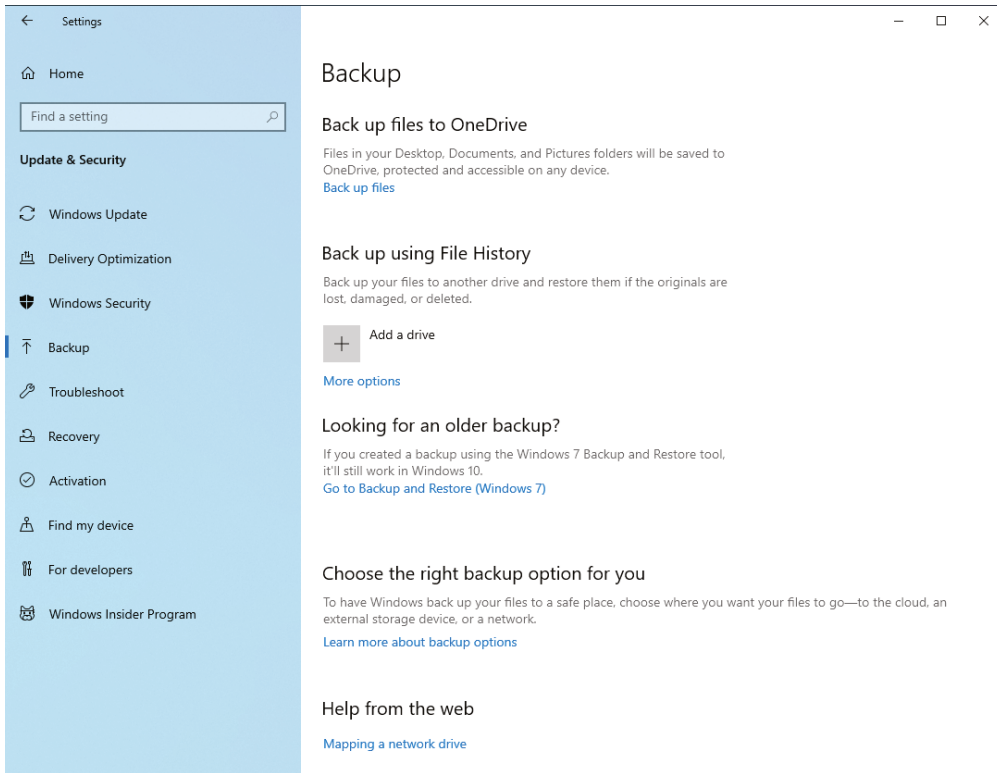 Settings
Home
Find a setting
Update & Security
Windows Update
Delivery Optimization
Windows Security
Backup
Troubleshoot
Recovery
Activation
Find my device
For developers
Windows Insider Program
Backup
Back up files to OneDrive
Files in your Desktop, Documents, and Pictures folders will be saved to
OneDrive, protected and accessible on any device.
Back up files
Back up using File History
Back up your files to another drive and restore them if the originals are
lost, damaged, or deleted.
Add a drive
More options
Looking for an older backup?
If you created a backup using the Windows 7 Backup and Restore tool,
it'll still work in Windows 10.
Go to Backup and Restore (Windows 7)
Choose the right backup option for you
To have Windows back up your files to a safe place, choose where you want your files to go—to the cloud, an
external storage device, or a network.
Learn more about backup options
Help from the web
Mapping a network drive